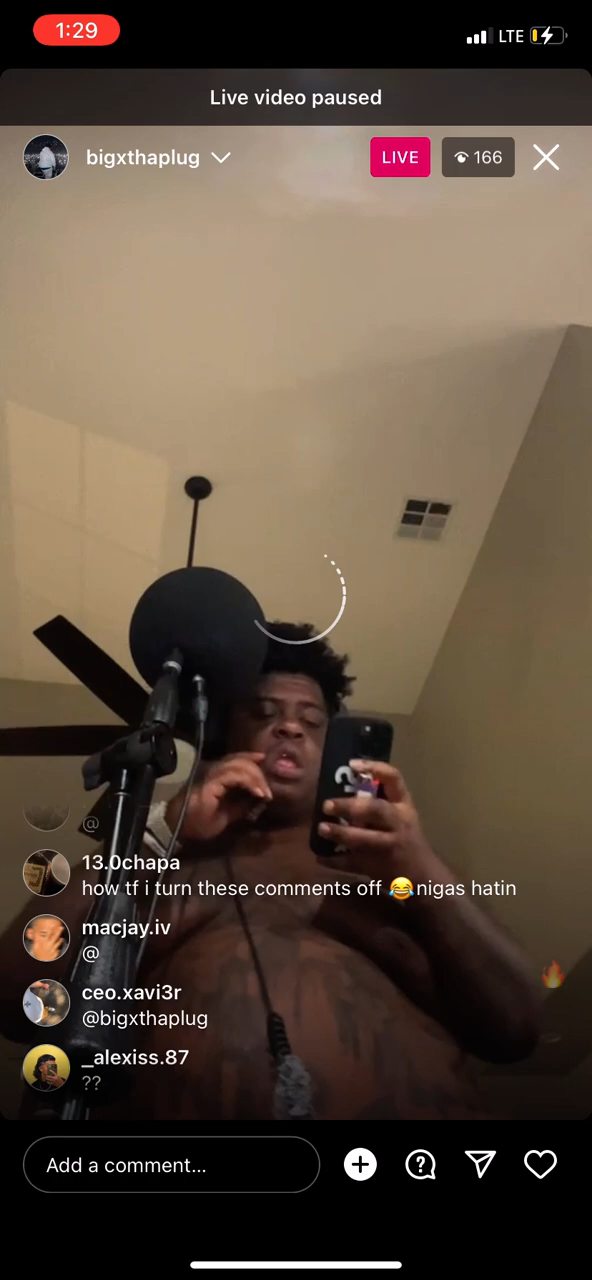 1:29
LTE
Live video paused
bigxthaplug
LIVE
166
@
13.0chapa
how tf i turn these comments off 😂nigas hatin
macjay.iv
@
ceo.xavi3r
@bigxthaplug
_alexiss.87
??
Add a comment...